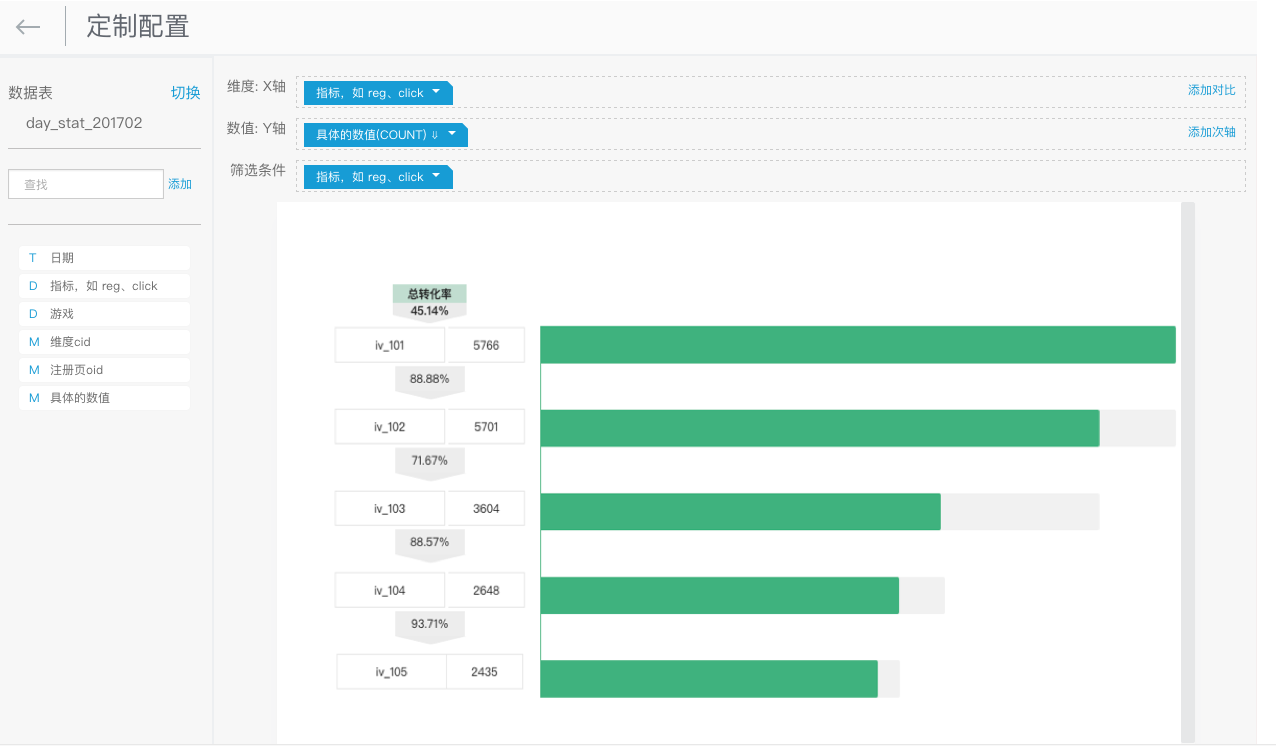 定制配置
数据表 切换
day_stat_201702
查找 添加
T 日期
D 指标，如 reg、click
D 游戏
M 维度cid
M 注册页oid
M 具体的数值
维度: X轴 指标，如 reg、click 添加对比
数值: Y轴 具体的数值(COUNT) ⇓ 添加次轴
筛选条件 指标，如 reg、click
总转化率
45.14%
iv_101 5766
88.88%
iv_102 5701
71.67%
iv_103 3604
88.57%
iv_104 2648
93.71%
iv_105 2435